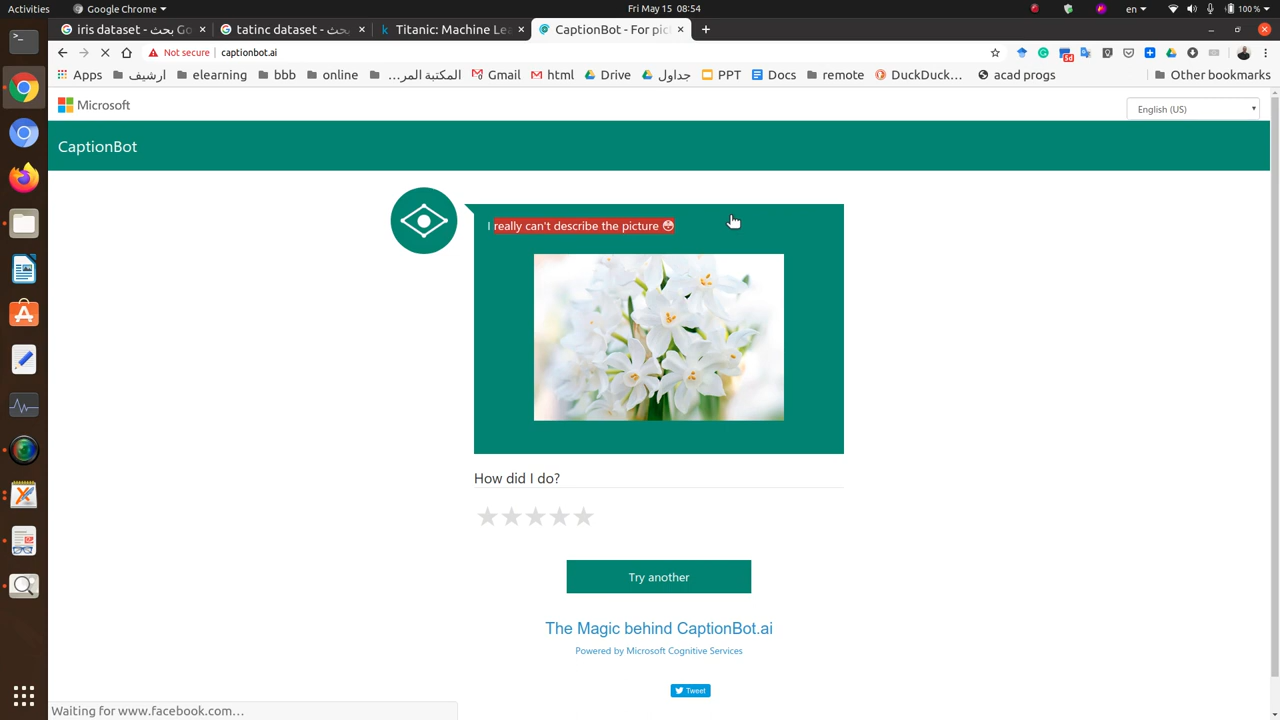 Activities
Google Chrome
Fri May 15 08:54
en
100 %
iris dataset - بحث Go
tatinc dataset - بحث
Titanic: Machine Lea
CaptionBot - For pict
Not secure
captionbot.ai
5d
Apps
ارشيف
elearning
bbb
online
المكتبة المر...
Gmail
html
Drive
جداول
PPT
Docs
remote
DuckDuck...
acad progs
Other bookmarks
Microsoft
English (US)
CaptionBot
I really can't describe the picture 😳
How did I do?
Try another
The Magic behind CaptionBot.ai
Powered by Microsoft Cognitive Services
Tweet
Waiting for www.facebook.com...